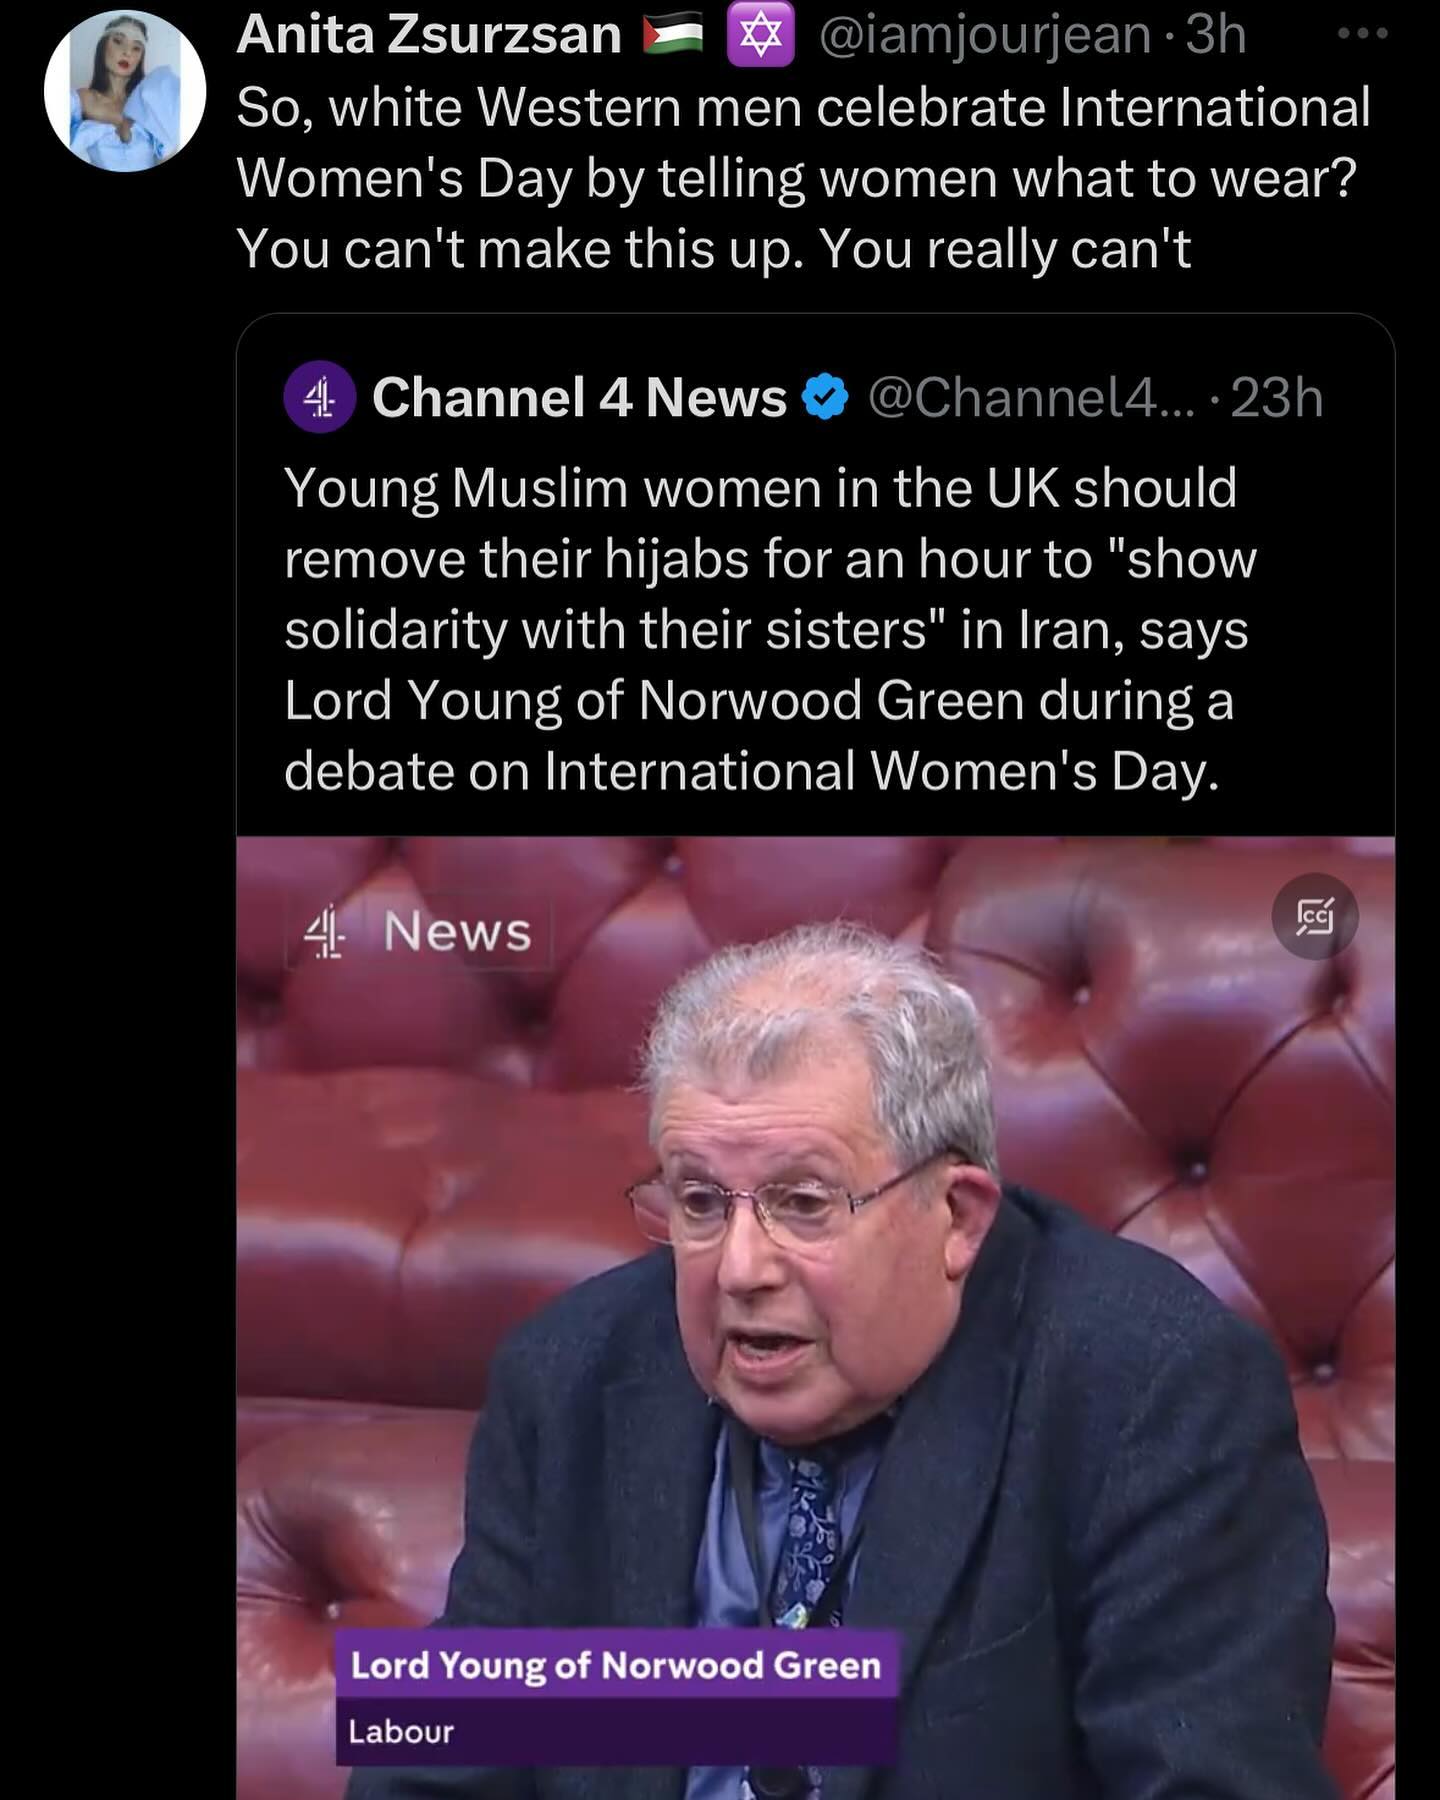 Anita Zsurzsan 🇵🇸 🔯 @iamjourjean · 3h
So, white Western men celebrate International
Women's Day by telling women what to wear?
You can't make this up. You really can't
Channel 4 News @Channel4... · 23h
Young Muslim women in the UK should
remove their hijabs for an hour to "show
solidarity with their sisters" in Iran, says
Lord Young of Norwood Green during a
debate on International Women's Day.
4 News
CC
Lord Young of Norwood Green
Labour